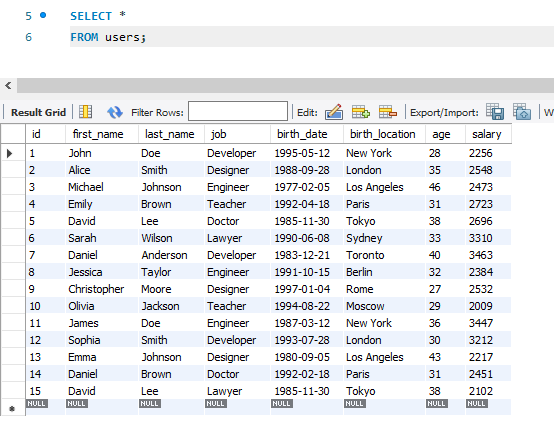 5 SELECT *
6 FROM users;
Result Grid Filter Rows: Edit: Export/Import: W
id first_name last_name job birth_date birth_location age salary
1 John Doe Developer 1995-05-12 New York 28 2256
2 Alice Smith Designer 1988-09-28 London 35 2548
3 Michael Johnson Engineer 1977-02-05 Los Angeles 46 2473
4 Emily Brown Teacher 1992-04-18 Paris 31 2723
5 David Lee Doctor 1985-11-30 Tokyo 38 2696
6 Sarah Wilson Lawyer 1990-06-08 Sydney 33 3310
7 Daniel Anderson Developer 1983-12-21 Toronto 40 3463
8 Jessica Taylor Engineer 1991-10-15 Berlin 32 2384
9 Christopher Moore Designer 1997-01-04 Rome 27 2532
10 Olivia Jackson Teacher 1994-08-22 Moscow 29 2009
11 James Doe Engineer 1987-03-12 New York 36 3447
12 Sophia Smith Developer 1993-07-28 London 30 3212
13 Emma Johnson Designer 1980-09-05 Los Angeles 43 2217
14 Daniel Brown Doctor 1992-02-18 Paris 31 2451
15 David Lee Lawyer 1985-11-30 Tokyo 38 2102
NULL NULL NULL NULL NULL NULL NULL NULL